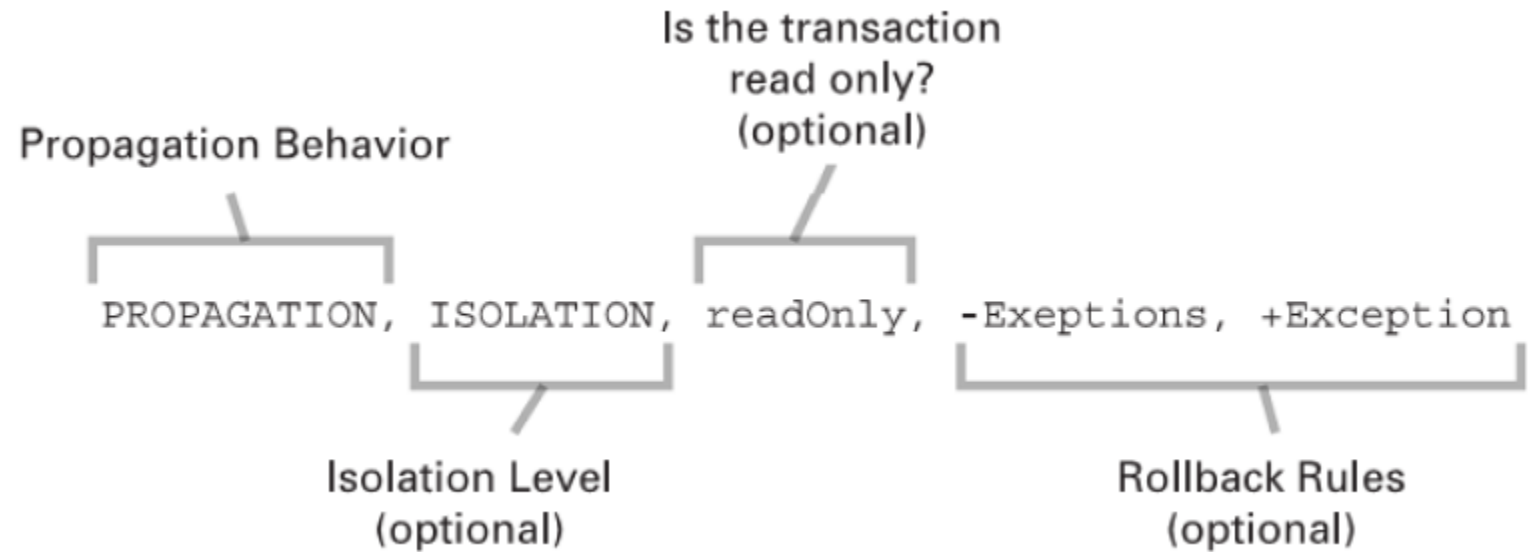 Is the transaction
read only?
(optional)
Propagation Behavior
PROPAGATION, ISOLATION, readOnly, -Exeptions, +Exception
Isolation Level
(optional)
Rollback Rules
(optional)